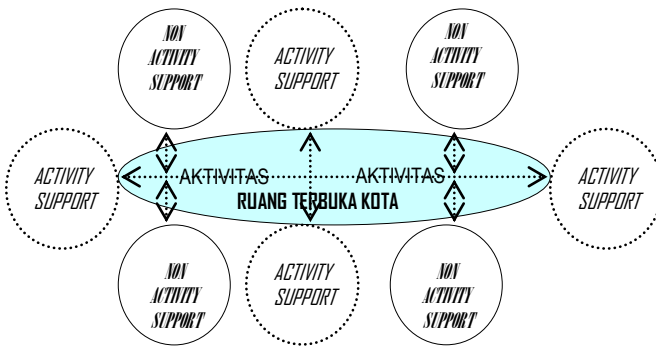 NON
ACTIVITY
SUPPORT
ACTIVITY
SUPPORT
NON
ACTIVITY
SUPPORT
ACTIVITY
SUPPORT
AKTIVITAS
AKTIVITAS
RUANG TERBUKA KOTA
ACTIVITY
SUPPORT
NON
ACTIVITY
SUPPORT
ACTIVITY
SUPPORT
NON
ACTIVITY
SUPPORT